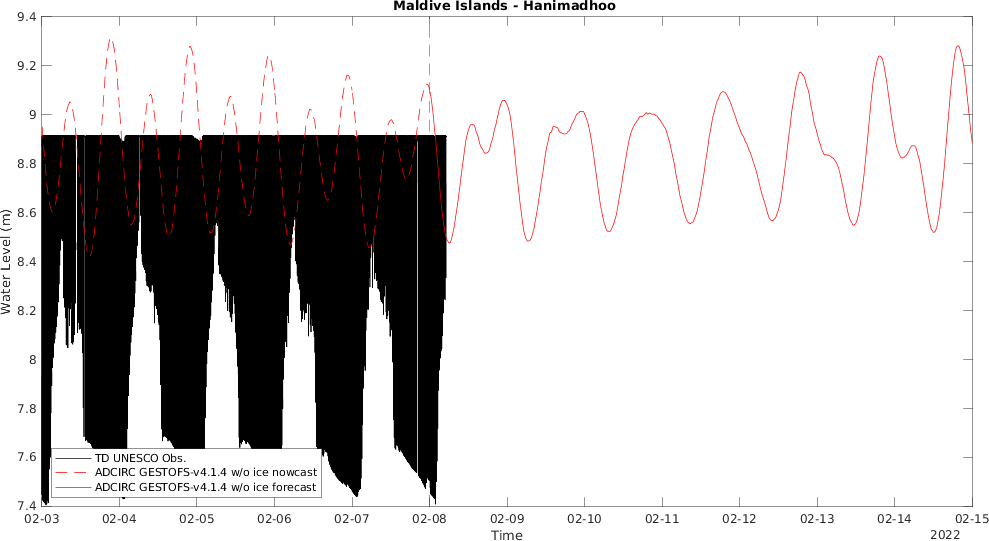 Maldive Islands - Hanimadhoo
Water Level (m)
9.4
9.2
9
8.8
8.6
8.4
8.2
8
7.8
7.6
7.4
TD UNESCO Obs.
ADCIRC GESTOFS-v4.1.4 w/o ice nowcast
ADCIRC GESTOFS-v4.1.4 w/o ice forecast
02-03 02-04 02-05 02-06 02-07 02-08 02-09 02-10 02-11 02-12 02-13 02-14 02-15
Time
2022